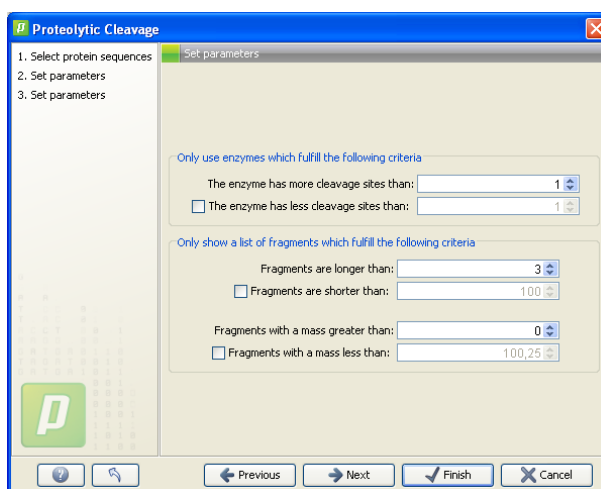 Proteolytic Cleavage
1. Select protein sequences
2. Set parameters
3. Set parameters
Set parameters
Only use enzymes which fulfill the following criteria
The enzyme has more cleavage sites than: 1
The enzyme has less cleavage sites than: 1
Only show a list of fragments which fulfill the following criteria
Fragments are longer than: 3
Fragments are shorter than: 100
Fragments with a mass greater than: 0
Fragments with a mass less than: 100,25
Previous Next Finish Cancel